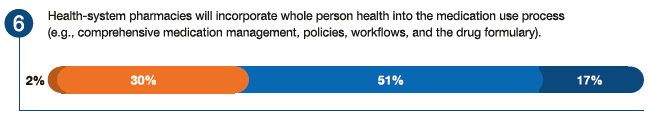 6
Health-system pharmacies will incorporate whole person health into the medication use process
(e.g., comprehensive medication management, policies, workflows, and the drug formulary).
2% 30% 51% 17%